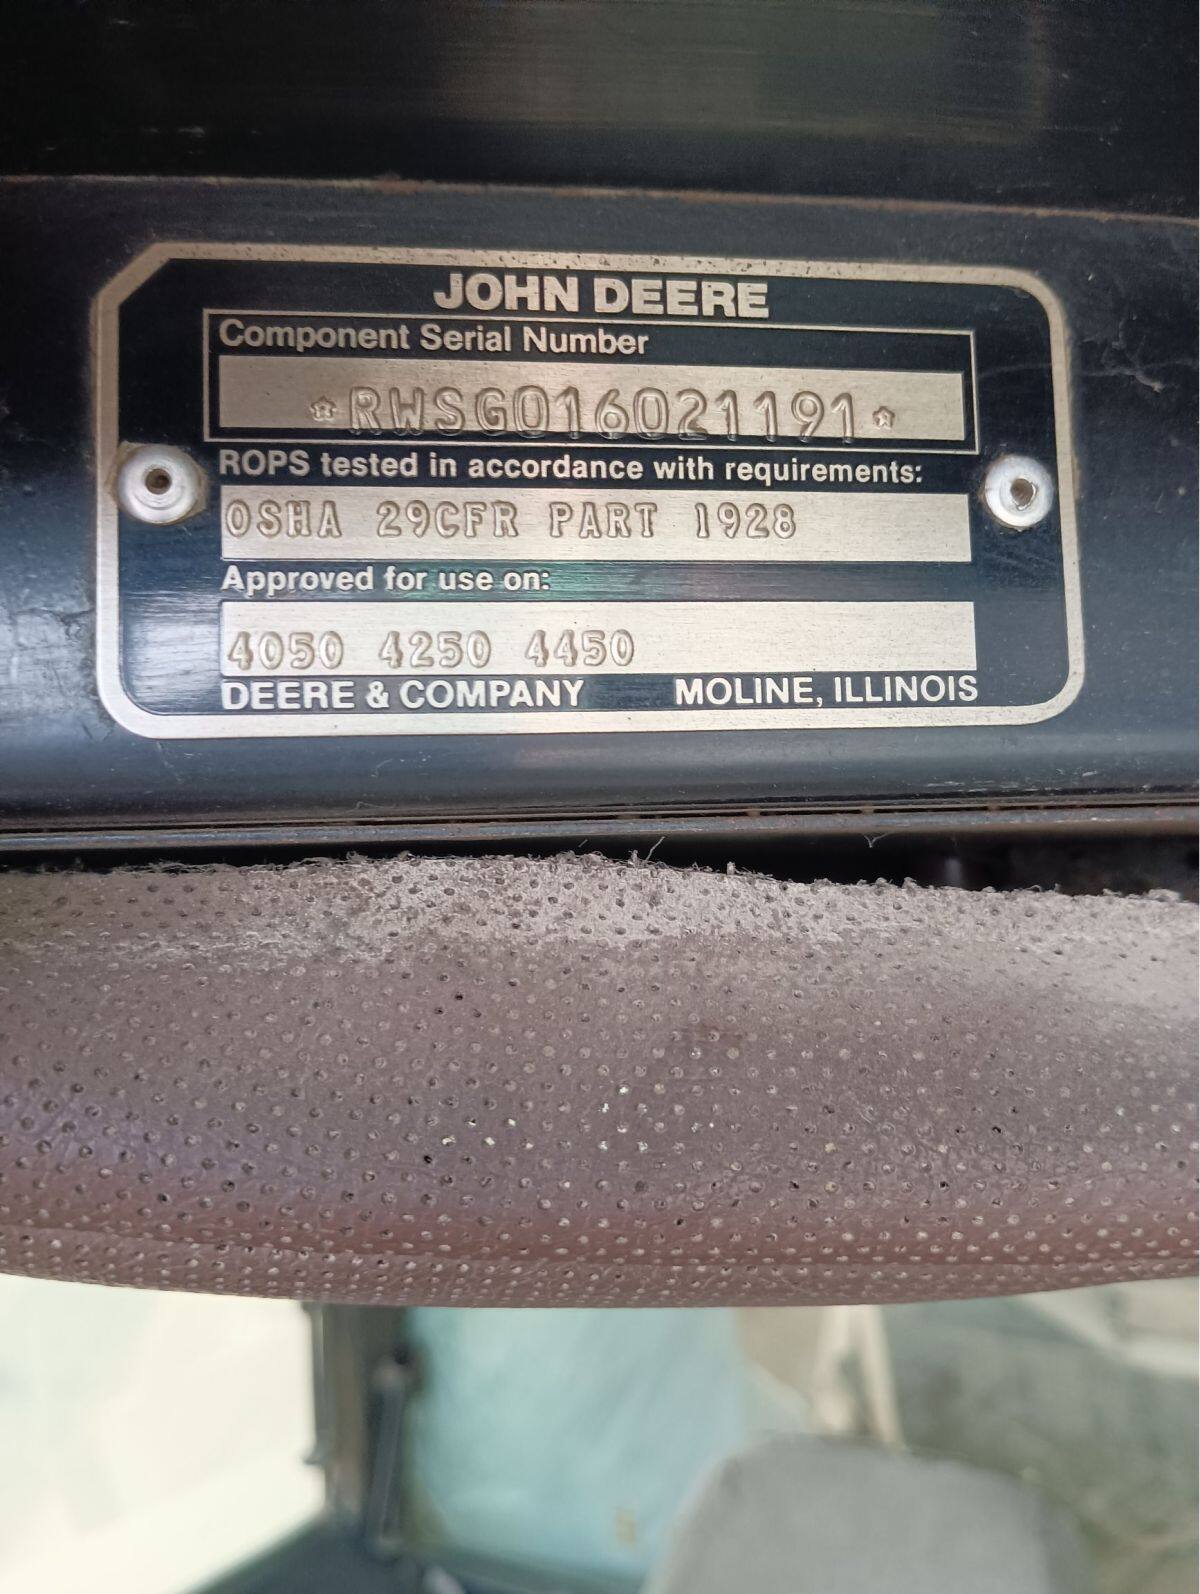 JOHN DEERE
Component Serial Number
*RWSG016021191*
ROPS tested in accordance with requirements:
OSHA 29CFR PART 1928
Approved for use on:
4050 4250 4450
DEERE & COMPANY MOLINE, ILLINOIS